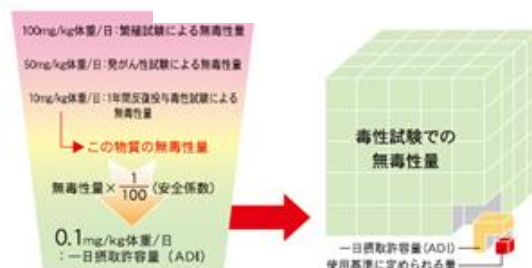 100mg/kg体重/日:繁殖試験による無毒性量
50mg/kg体重/日:発がん性試験による無毒性量
10mg/kg体重/日:1年間反復投与毒性試験による
無毒性量
この物質の無毒性量
無毒性量×1/100(安全係数)
0.1mg/kg体重/日
:一日摂取許容量(ADI)
毒性試験での
無毒性量
一日摂取許容量(ADI)
使用基準に定められる量